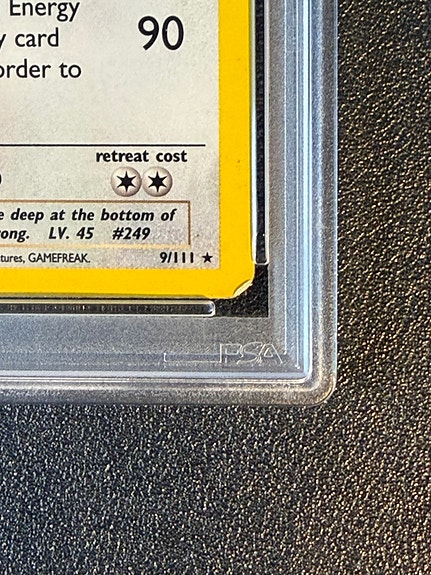 Energy
y card
90
order to
retreat cost
e deep at the bottom of
rong. LV. 45 #249
tures, GAMEFREAK.
9/111 ★
PSA